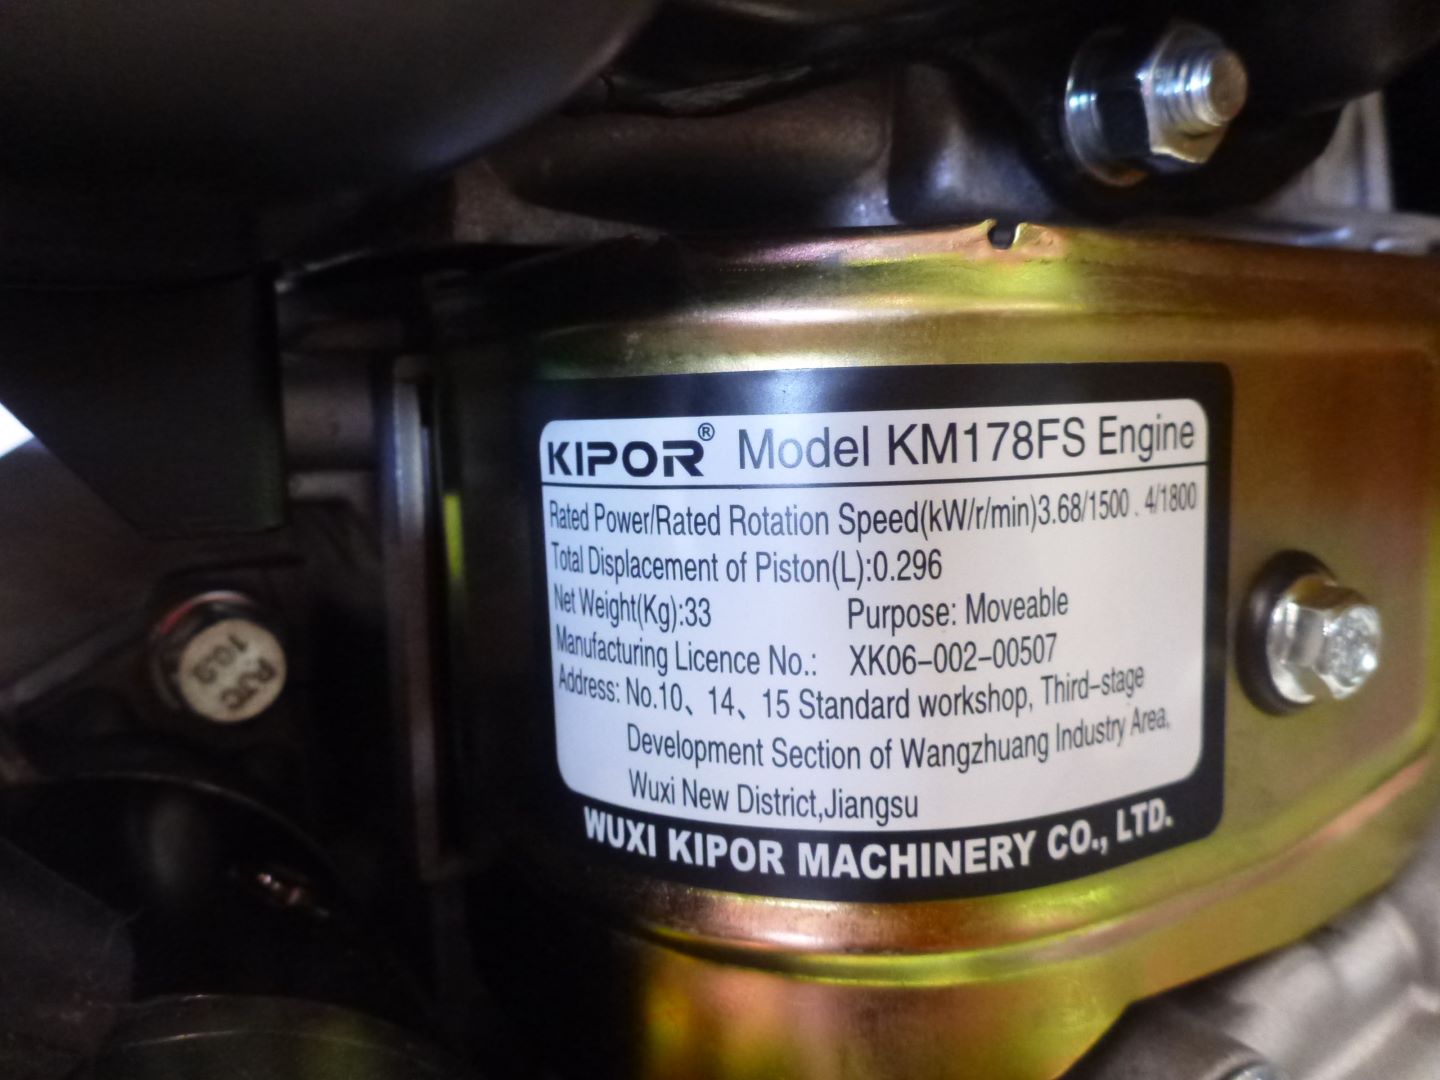 KIPOR® Model KM178FS Engine
Rated Power/Rated Rotation Speed(kW/r/min)3.68/1500 . 4/1800
Total Displacement of Piston(L):0.296
Net Weight(Kg):33 Purpose: Moveable
Manufacturing Licence No.: XK06-002-00507
Address: No.10、14、15 Standard workshop, Third-stage
Development Section of Wangzhuang Industry Area,
Wuxi New District,Jiangsu
WUXI KIPOR MACHINERY CO., LTD.
RJC
10.9